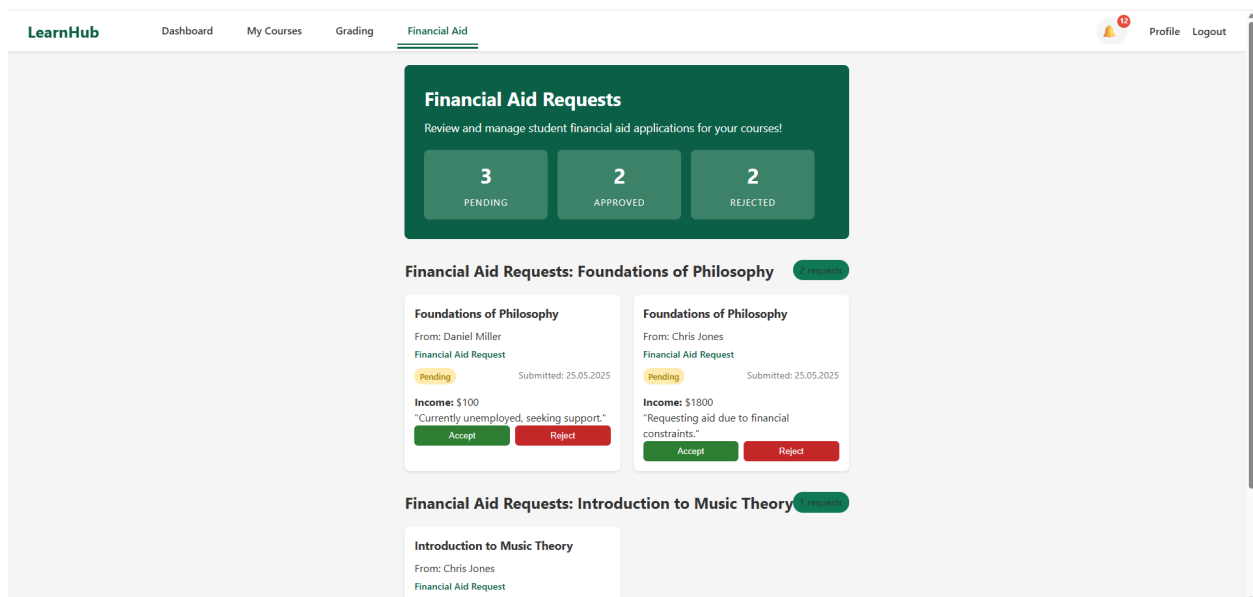 LearnHub Dashboard My Courses Grading Financial Aid 12 Profile Logout
Financial Aid Requests
Review and manage student financial aid applications for your courses!
3 2 2
PENDING APPROVED REJECTED
Financial Aid Requests: Foundations of Philosophy 2 requests
Foundations of Philosophy
From: Daniel Miller
Financial Aid Request
Pending Submitted: 25.05.2025
Income: $100
"Currently unemployed, seeking support."
Accept Reject
Foundations of Philosophy
From: Chris Jones
Financial Aid Request
Pending Submitted: 25.05.2025
Income: $1800
"Requesting aid due to financial
constraints."
Accept Reject
Financial Aid Requests: Introduction to Music Theory 1 requests
Introduction to Music Theory
From: Chris Jones
Financial Aid Request